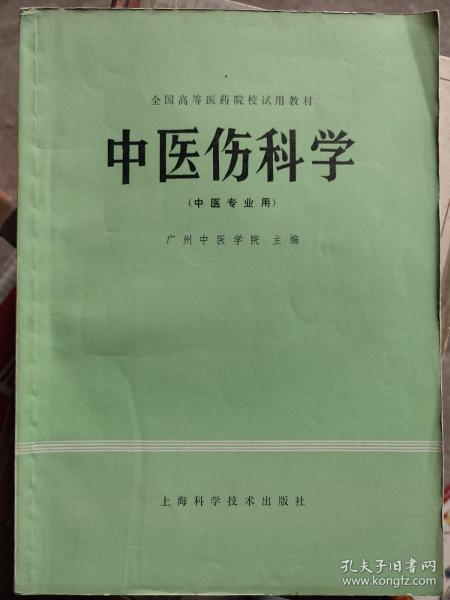 全国高等医药院校试用教材
中医伤科学
（中医专业用）
广州中医学院 主编
上海科学技术出版社
孔夫子旧书网
www.kongfz.com